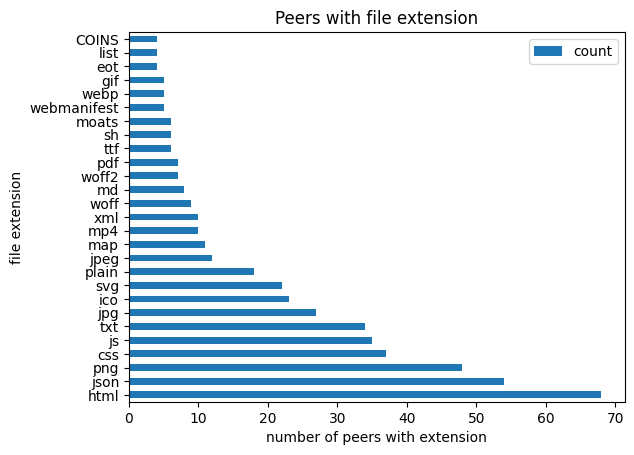 Peers with file extension
count
file extension
COINS
list
eot
gif
webp
webmanifest
moats
sh
ttf
pdf
woff2
md
woff
xml
mp4
map
jpeg
plain
svg
ico
jpg
txt
js
css
png
json
html
0 10 20 30 40 50 60 70
number of peers with extension